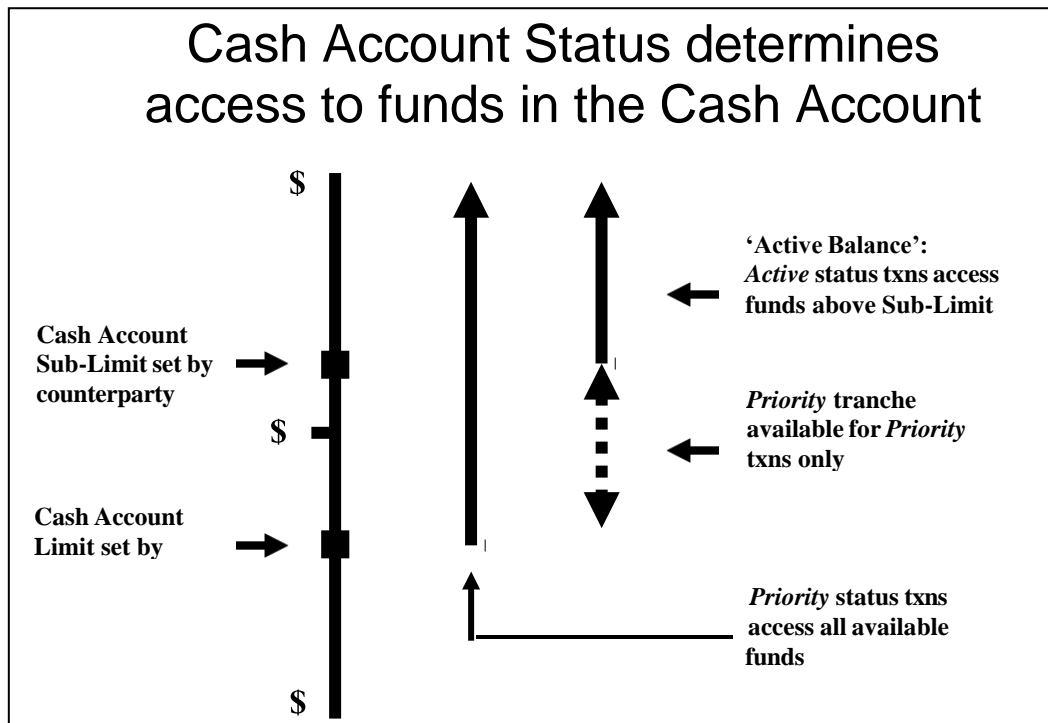 Cash Account Status determines
access to funds in the Cash Account
$
‘Active Balance’:
Active status txns access
funds above Sub-Limit
Cash Account
Sub-Limit set by
counterparty
Priority tranche
available for Priority
txns only
$
Cash Account
Limit set by
Priority status txns
access all available
funds
$